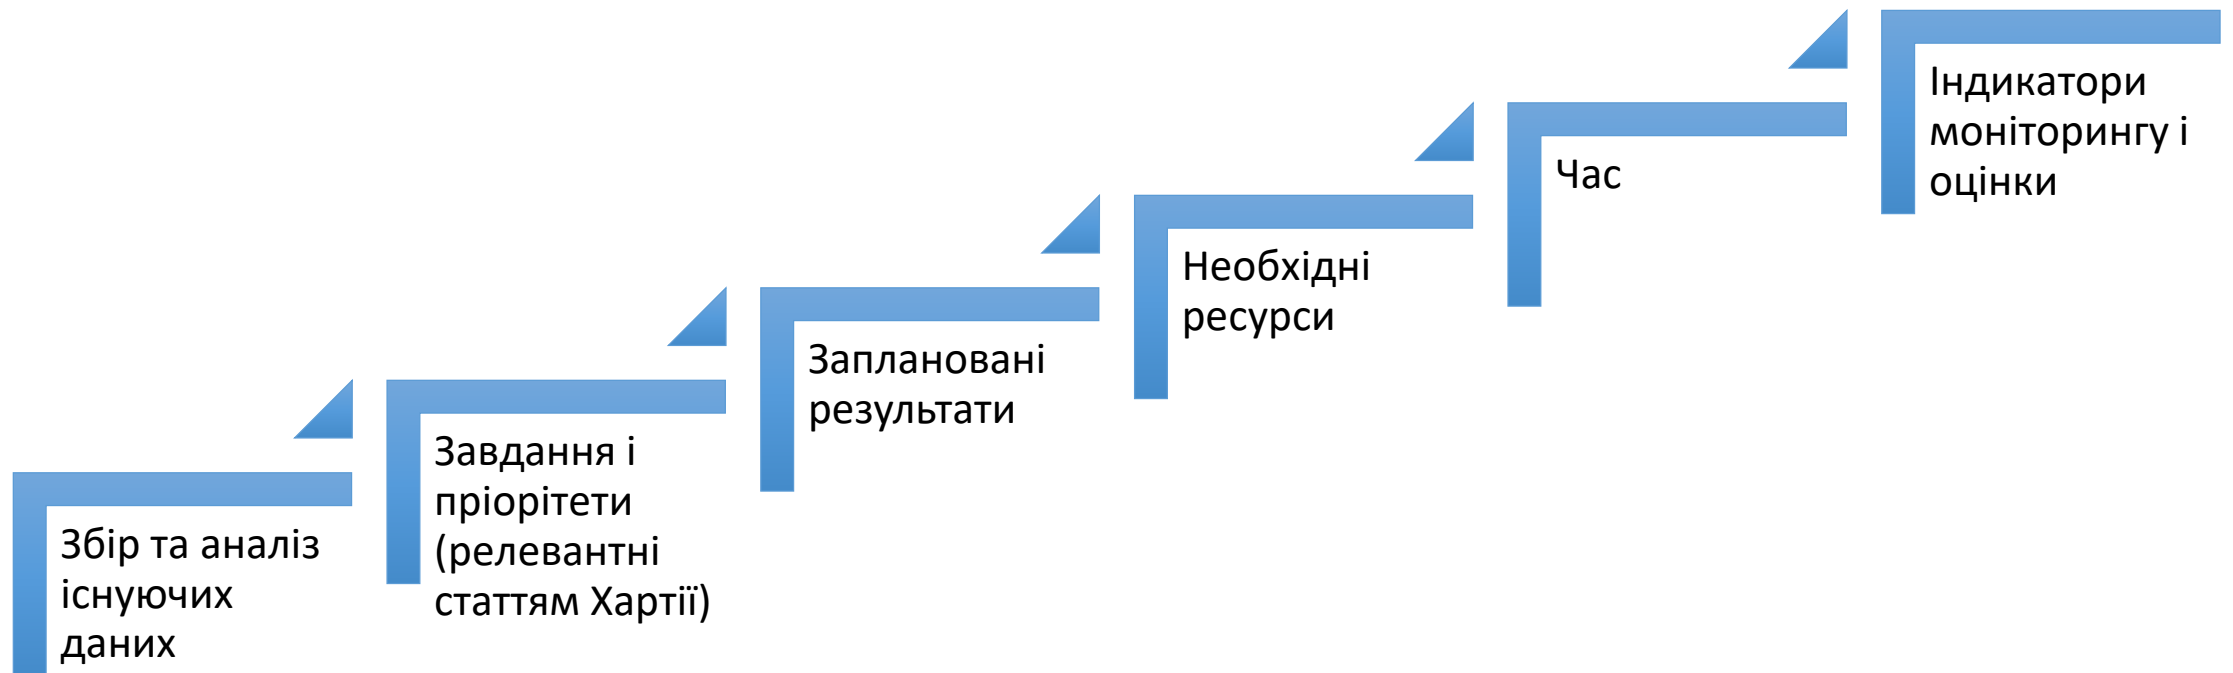 Збір та аналіз
існуючих
даних
Завдання і
пріорітети
(релевантні
статтям Хартії)
Заплановані
результати
Необхідні
ресурси
Час
Індикатори
моніторингу і
оцінки